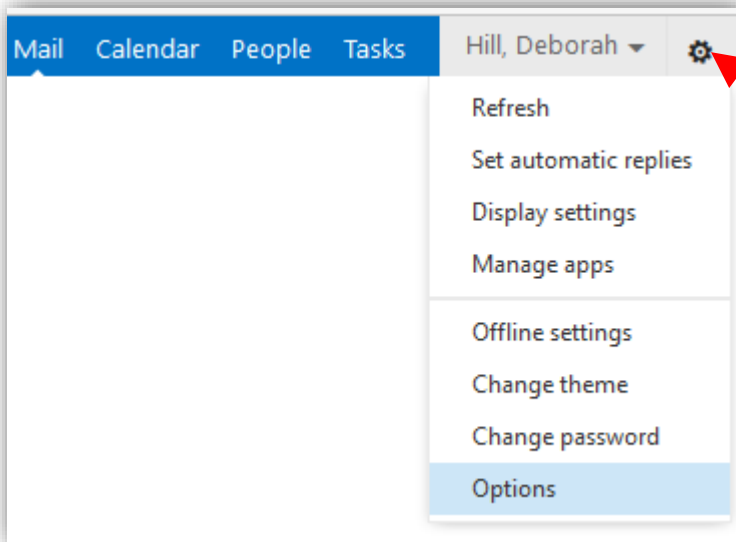 Mail Calendar People Tasks Hill, Deborah
Refresh
Set automatic replies
Display settings
Manage apps
Offline settings
Change theme
Change password
Options